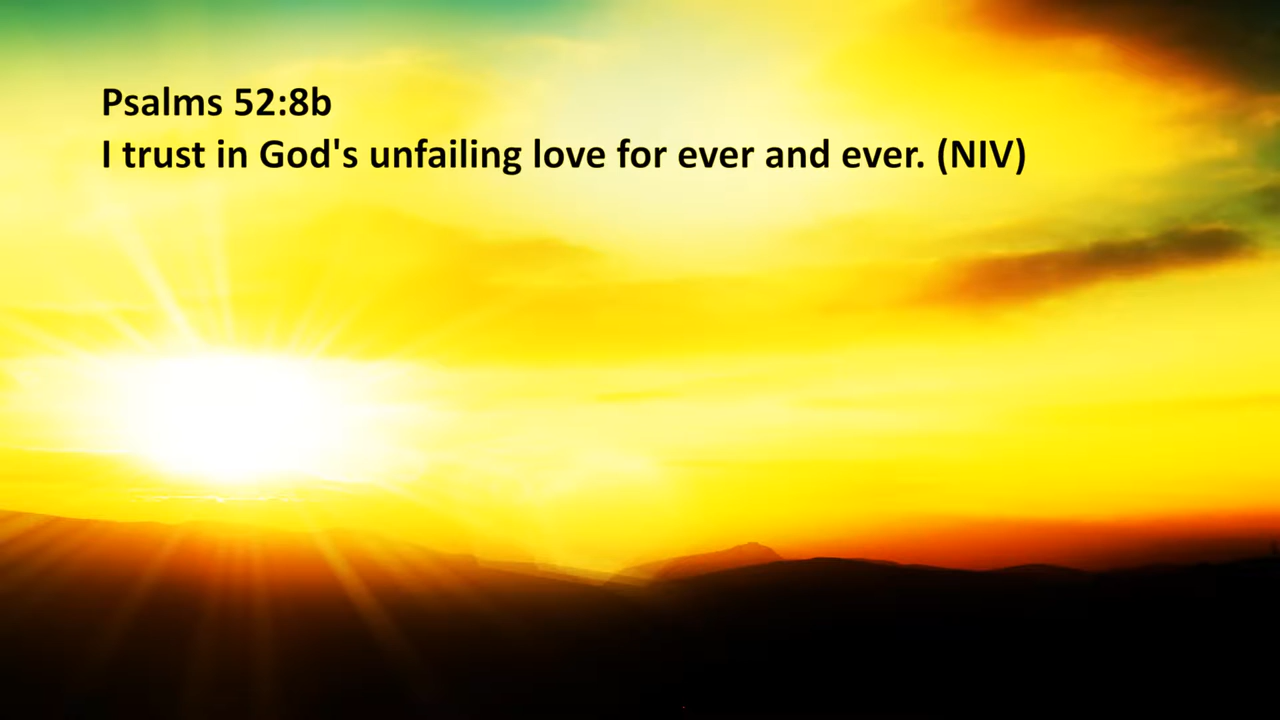 Psalms 52:8b
I trust in God's unfailing love for ever and ever. (NIV)